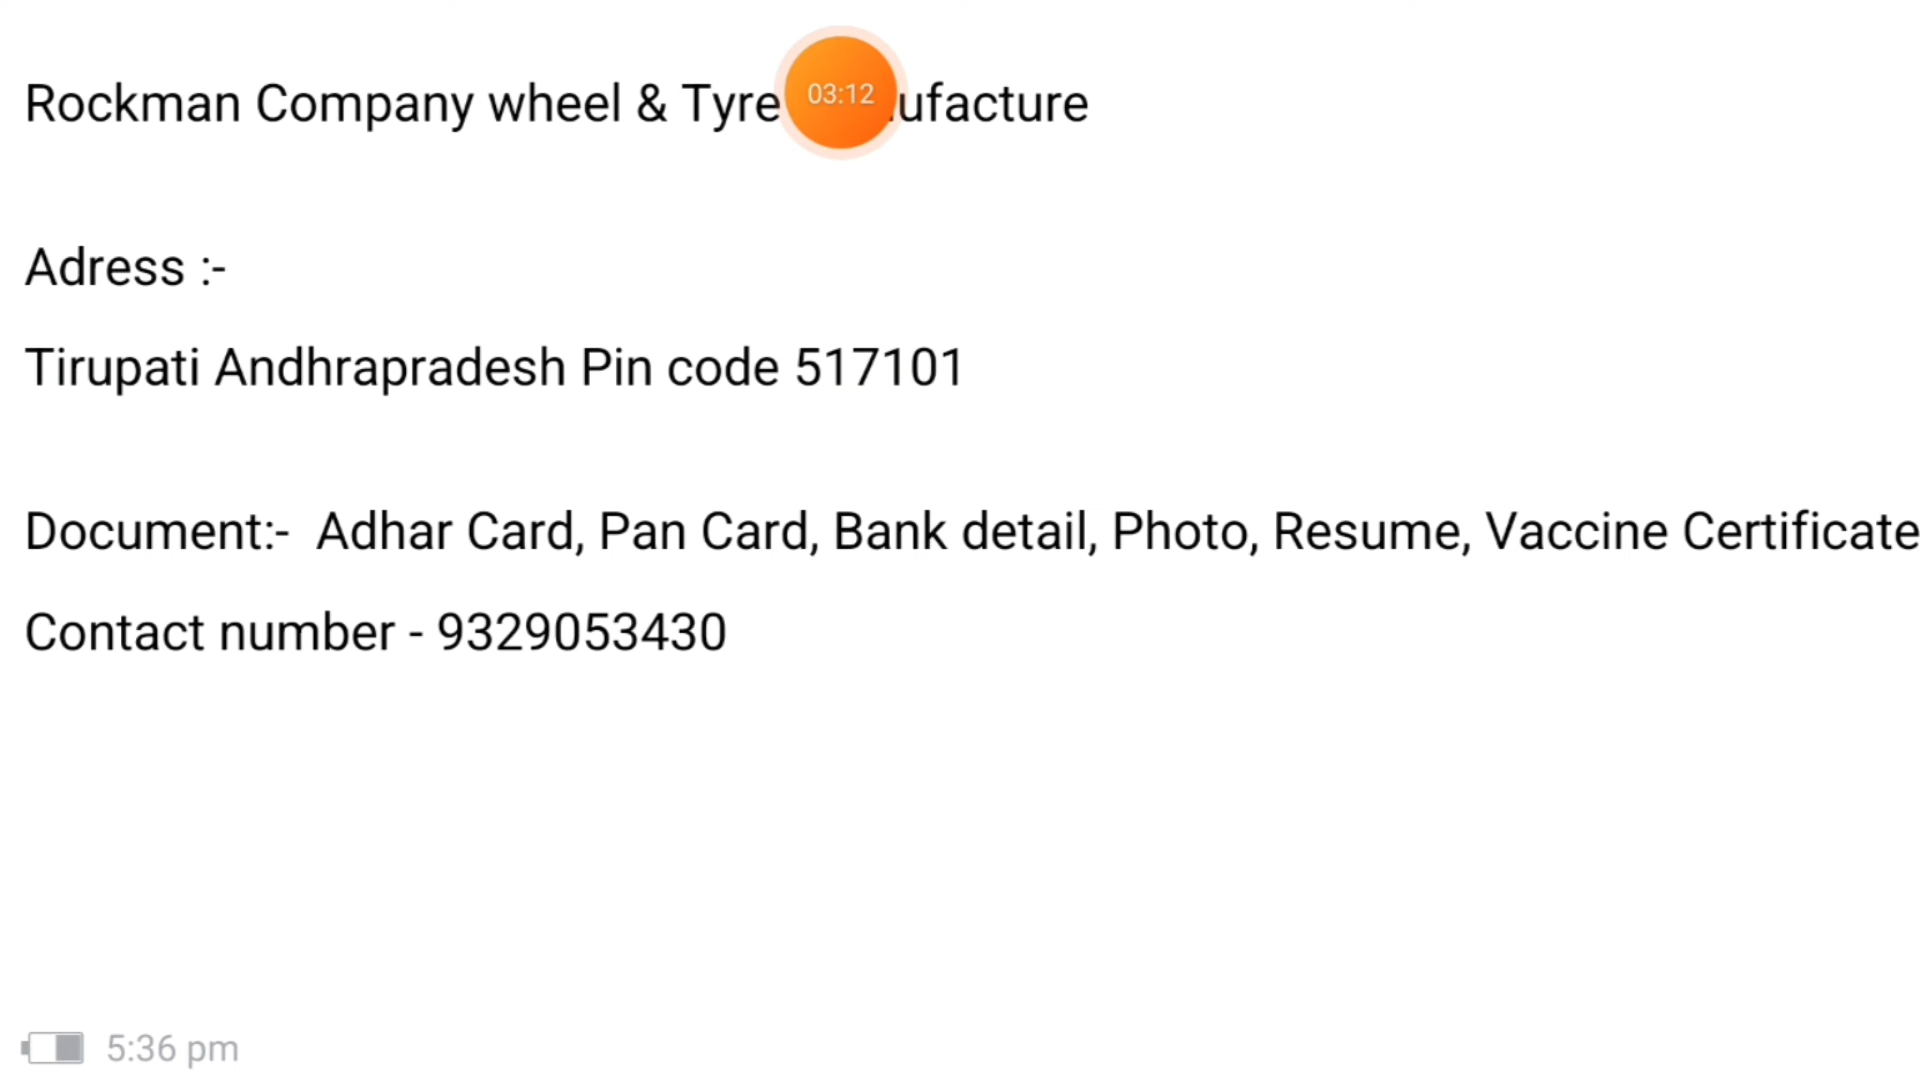 Rockman Company wheel & Tyre ufacture
03:12
Adress :-
Tirupati Andhrapradesh Pin code 517101
Document:- Adhar Card, Pan Card, Bank detail, Photo, Resume, Vaccine Certificate
Contact number - 9329053430
5:36 pm